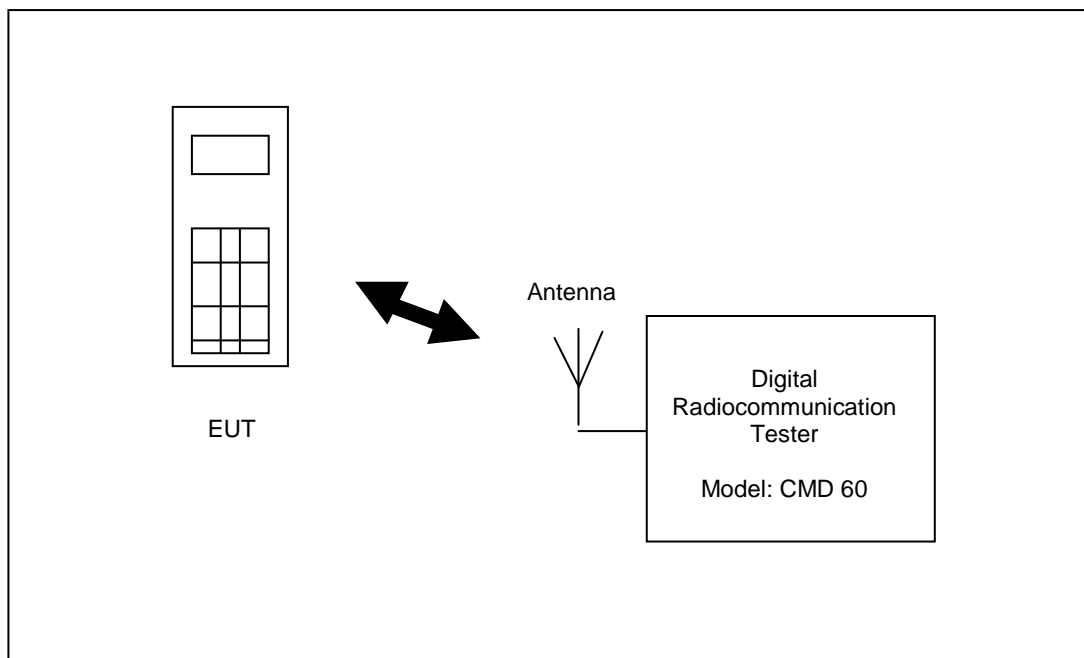 EUT
Antenna
Digital
Radiocommunication
Tester
Model: CMD 60